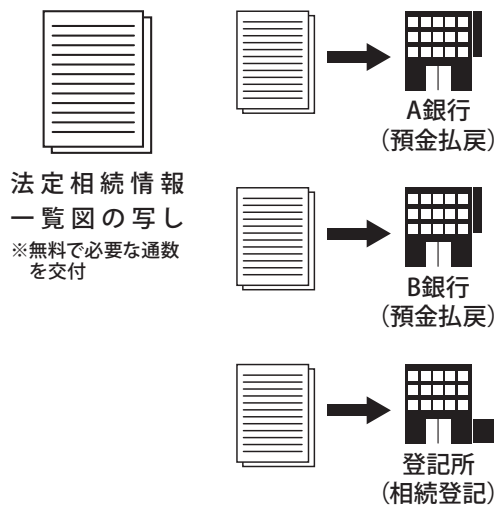 法定相続情報
一覧図の写し
※無料で必要な通数
を交付
A銀行
（預金払戻）
B銀行
（預金払戻）
登記所
（相続登記）